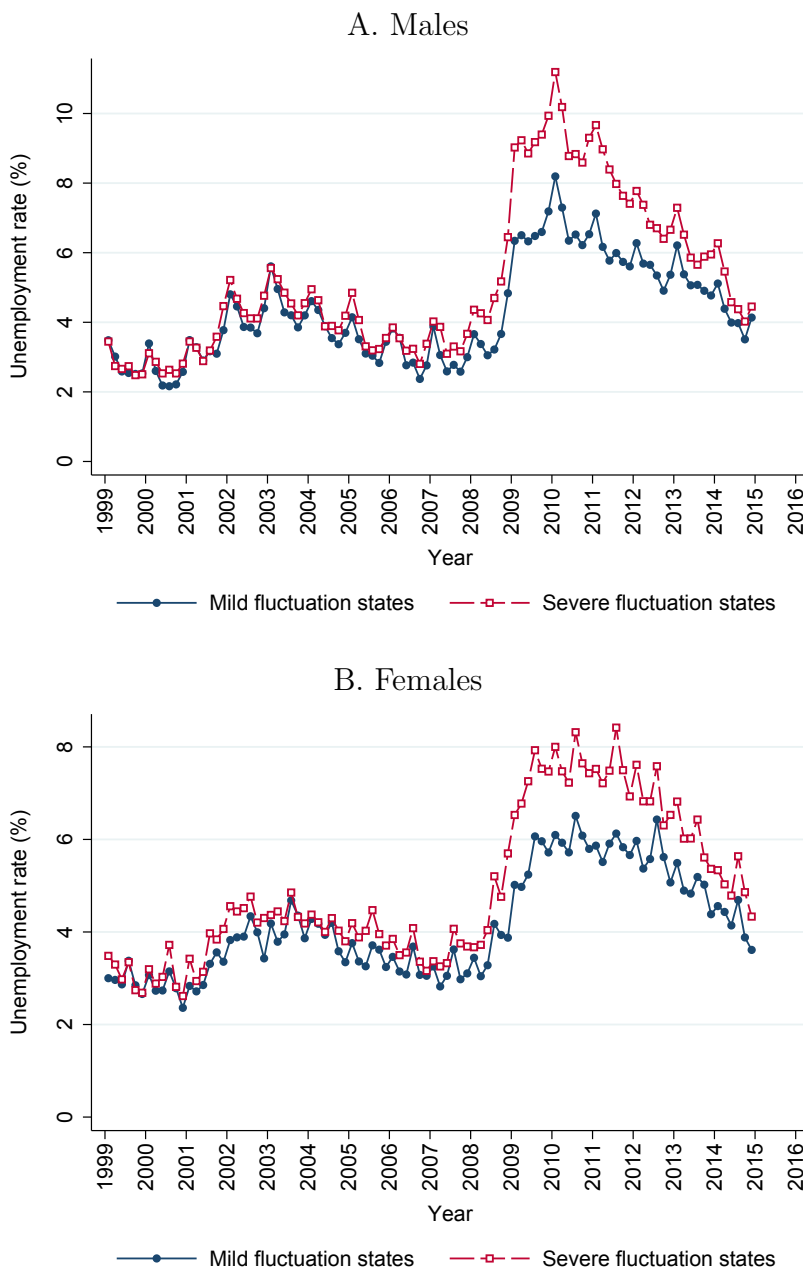 A. Males
Unemployment rate (%)
10
8
6
4
2
0
1999 2000 2001 2002 2003 2004 2005 2006 2007 2008 2009 2010 2011 2012 2013 2014 2015 2016
Year
Mild fluctuation states Severe fluctuation states
B. Females
Unemployment rate (%)
8
6
4
2
0
1999 2000 2001 2002 2003 2004 2005 2006 2007 2008 2009 2010 2011 2012 2013 2014 2015 2016
Year
Mild fluctuation states Severe fluctuation states